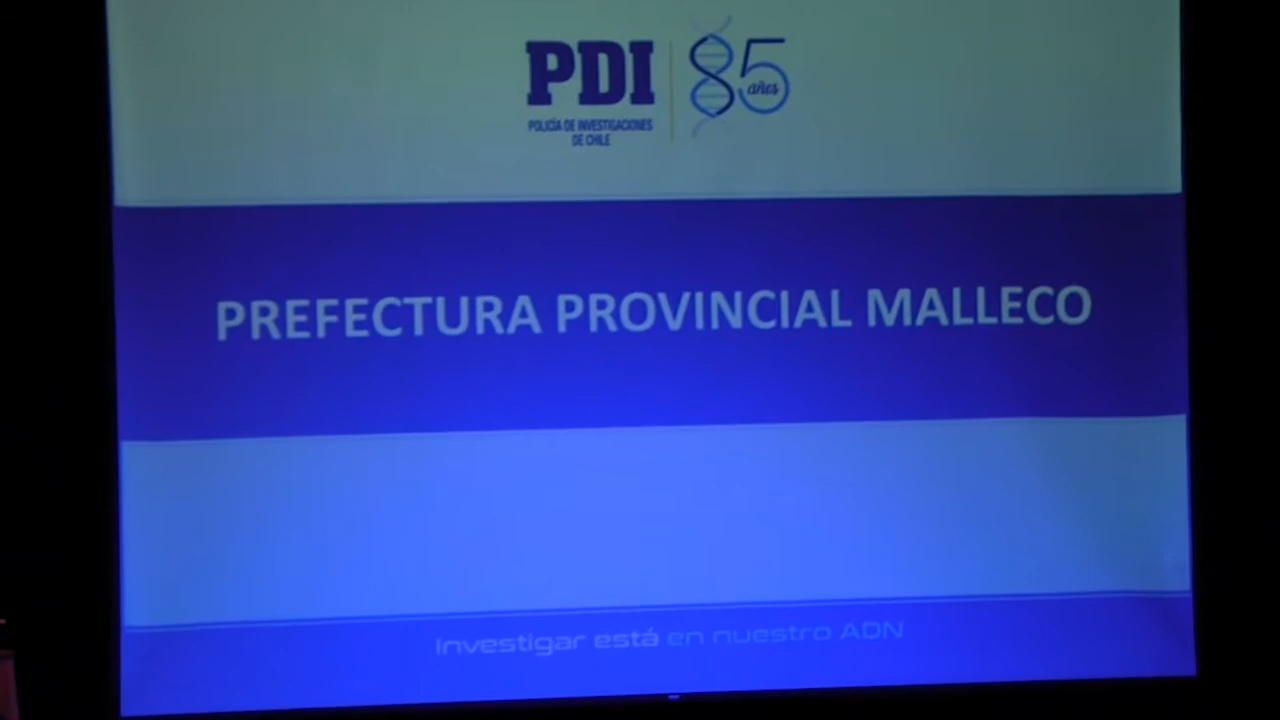 PDI
POLICÍA DE INVESTIGACIONES
DE CHILE
85
años
PREFECTURA PROVINCIAL MALLECO
Investigar está en nuestro ADN